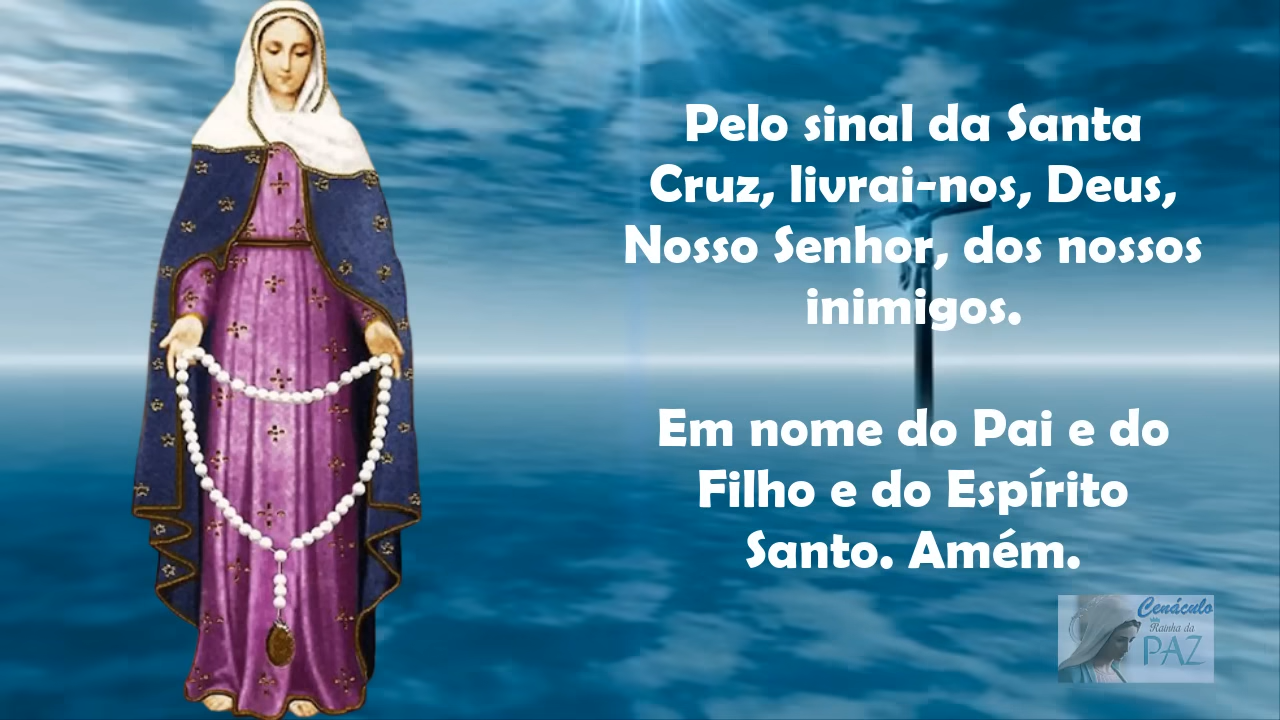 Pelo sinal da Santa
Cruz, livrai-nos, Deus,
Nosso Senhor, dos nossos
inimigos.
Em nome do Pai e do
Filho e do Espírito
Santo. Amém.
Cenáculo
Rainha da
PAZ